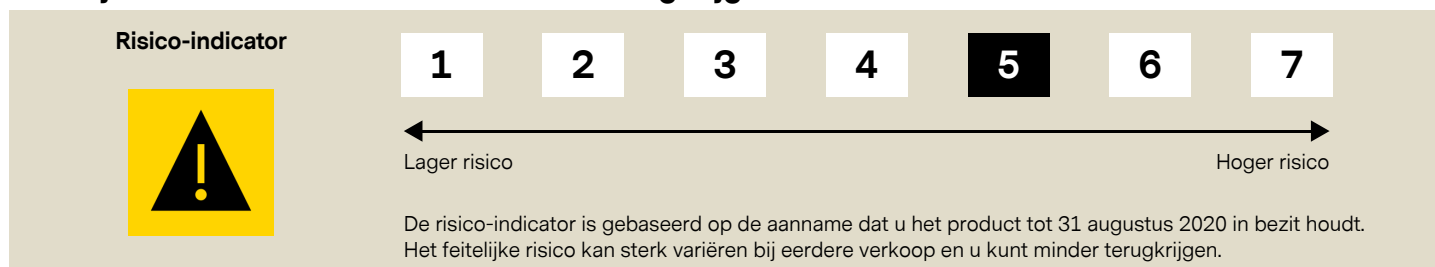 Risico-indicator
1 2 3 4 5 6 7
Lager risico Hoger risico
De risico-indicator is gebaseerd op de aanname dat u het product tot 31 augustus 2020 in bezit houdt.
Het feitelijke risico kan sterk variëren bij eerdere verkoop en u kunt minder terugkrijgen.